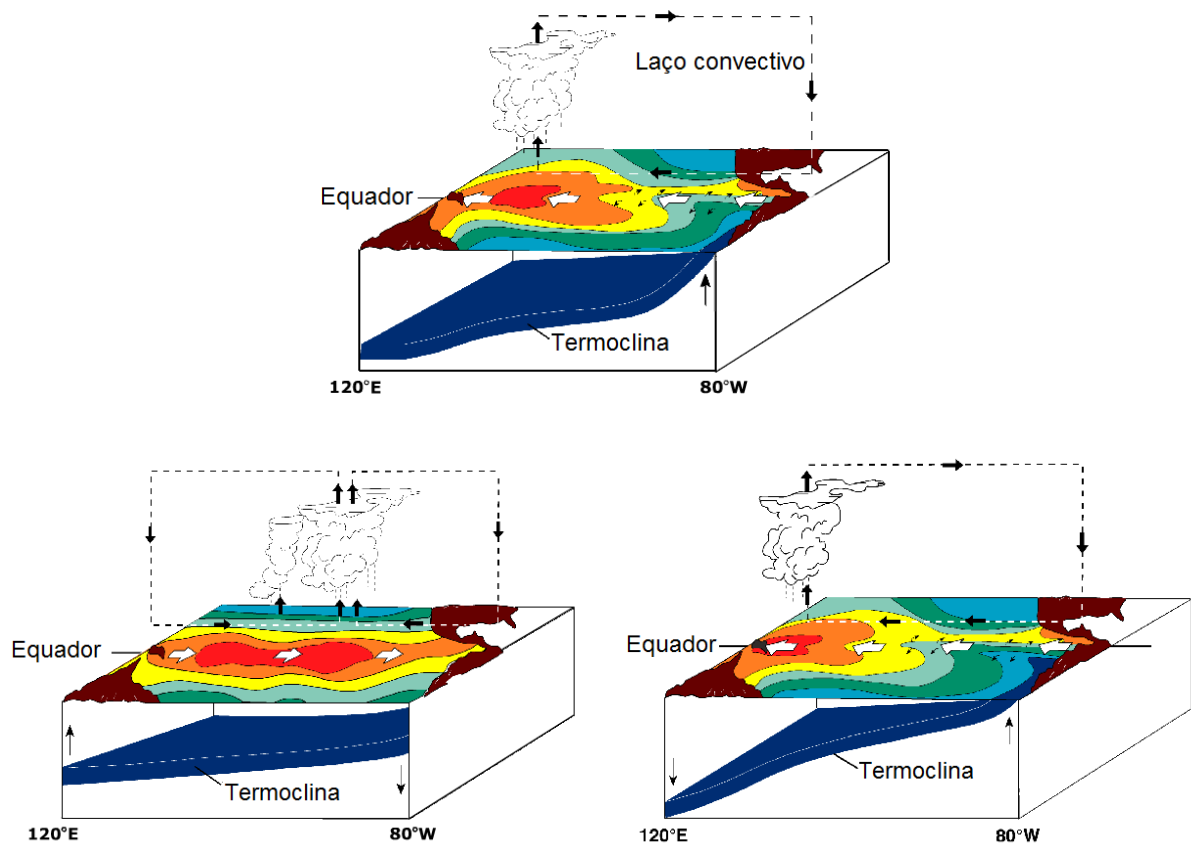 Laço convectivo
Equador
Termoclina
120°E
80°W
Equador
Termoclina
120°E
80°W
Equador
Termoclina
120°E
80°W